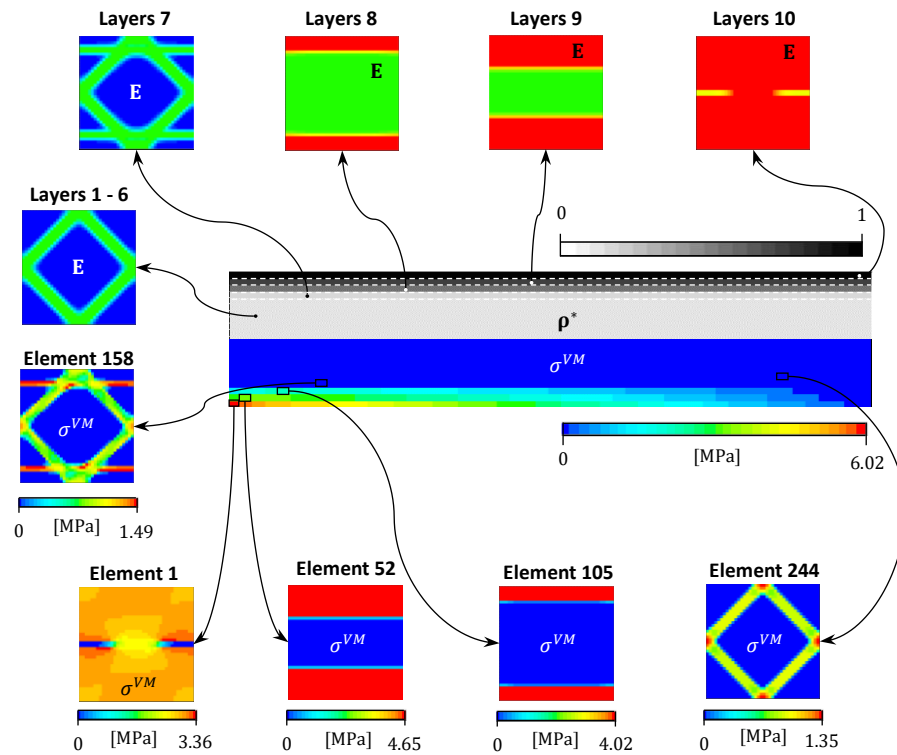 Layers 7
Layers 8
Layers 9
Layers 10
E
E
E
E
Layers 1 - 6
E
0
1
ρ*
σ^VM
Element 158
σ^VM
0
[MPa]
6.02
0
[MPa]
1.49
Element 1
Element 52
Element 105
Element 244
σ^VM
σ^VM
σ^VM
σ^VM
0
[MPa]
3.36
0
[MPa]
4.65
0
[MPa]
4.02
0
[MPa]
1.35